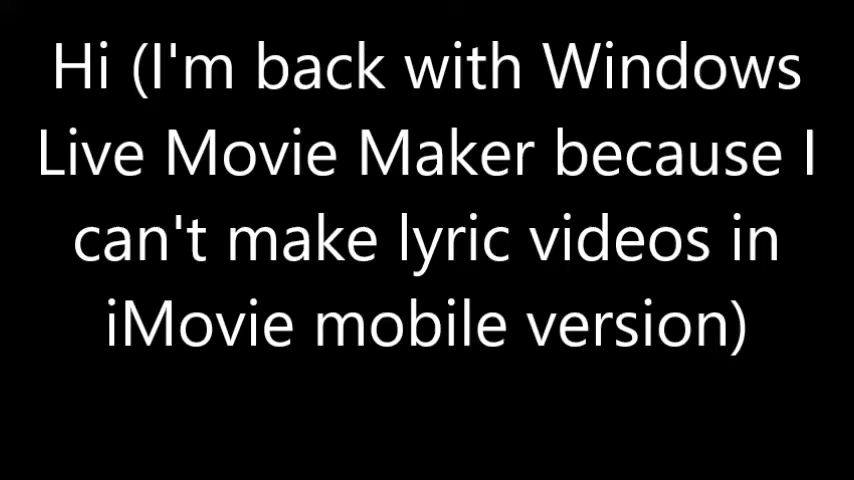 Hi (I'm back with Windows
Live Movie Maker because I
can't make lyric videos in
iMovie mobile version)